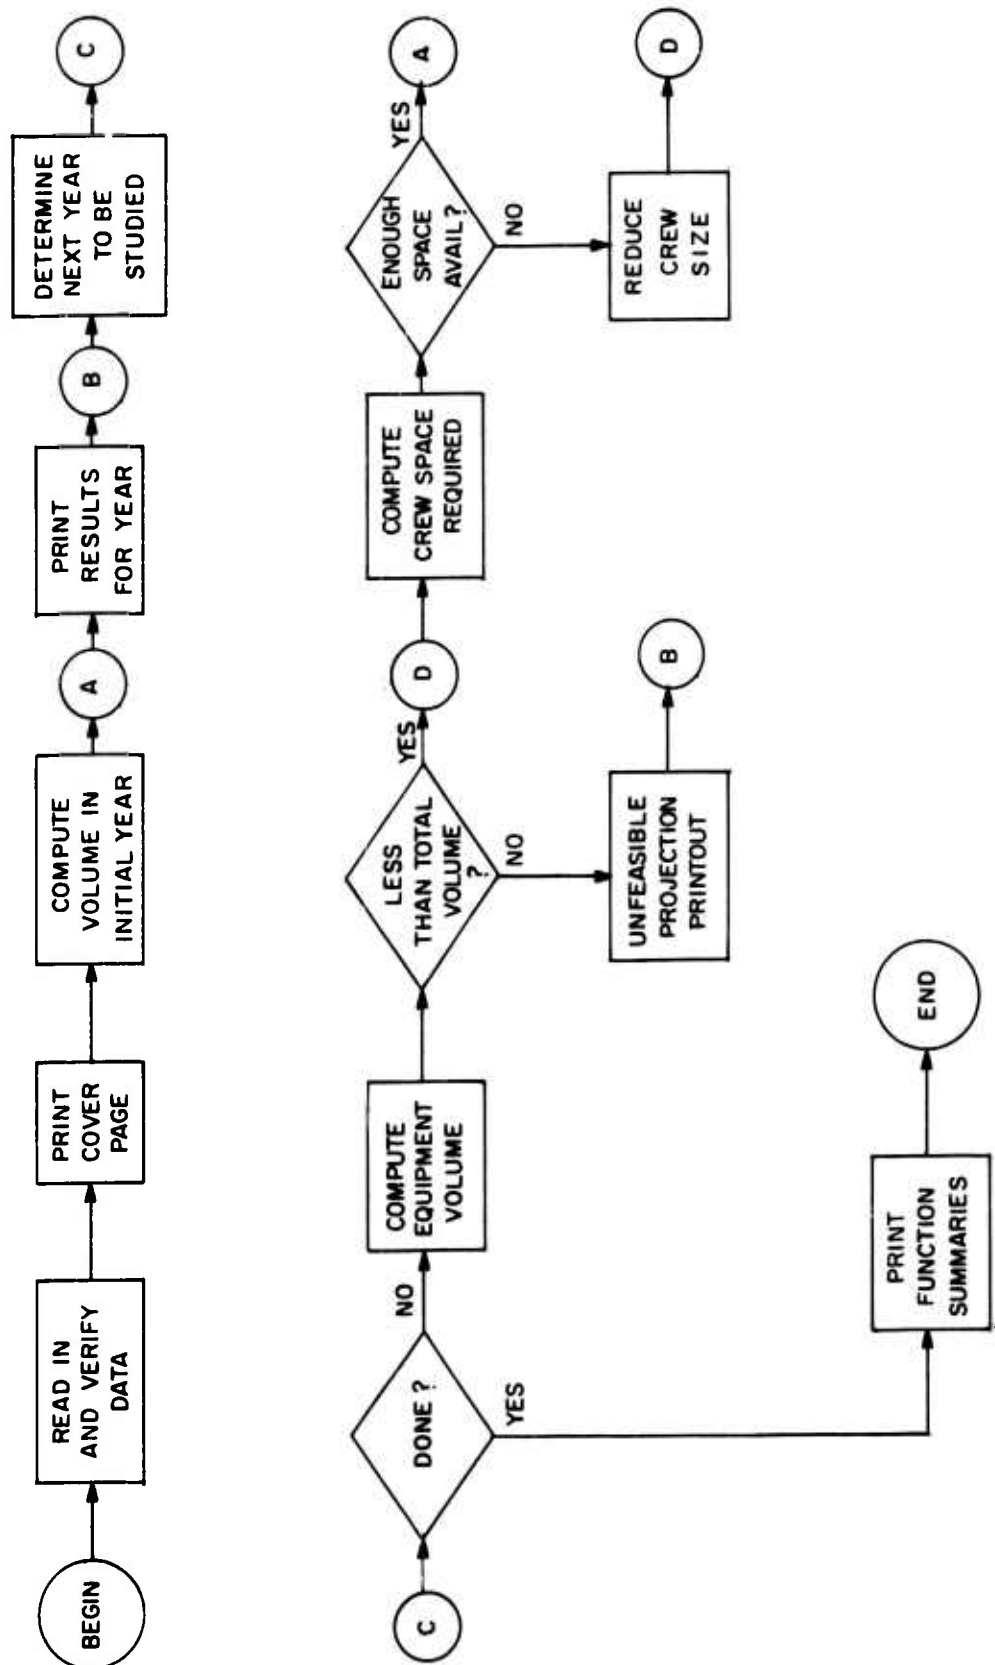 BEGIN
READ IN
AND VERIFY
DATA
PRINT
COVER
PAGE
COMPUTE
VOLUME IN
INITIAL YEAR
A
PRINT
RESULTS
FOR YEAR
B
DETERMINE
NEXT YEAR
TO BE
STUDIED
C
C
DONE ?
NO
YES
COMPUTE
EQUIPMENT
VOLUME
LESS
THAN TOTAL
VOLUME
?
YES
NO
D
COMPUTE
CREW SPACE
REQUIRED
ENOUGH
SPACE
AVAIL ?
YES
NO
A
UNFEASIBLE
PROJECTION
PRINTOUT
B
REDUCE
CREW
SIZE
D
PRINT
FUNCTION
SUMMARIES
END